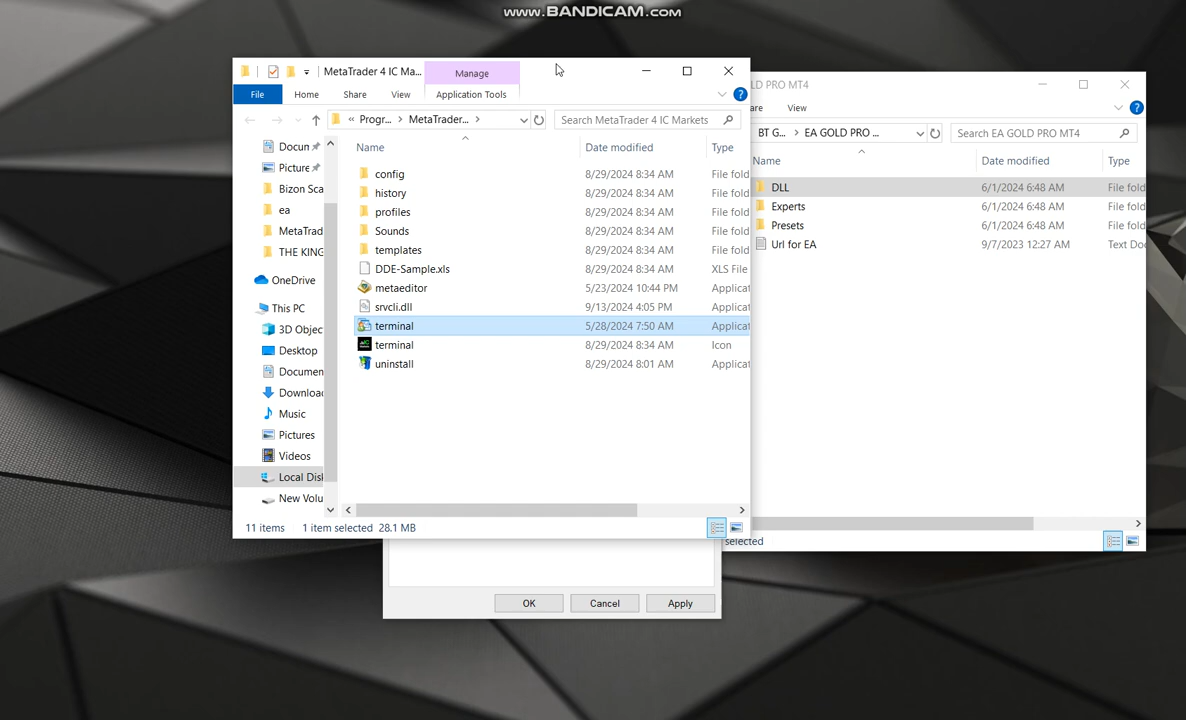 www.BANDICAM.com
MetaTrader 4 IC Ma...
Manage
File
Home
Share
View
Application Tools
« Progr... > MetaTrader... >
Search MetaTrader 4 IC Markets
Name
Date modified
Type
Docum
Picture
Bizon Sca
ea
MetaTrad
THE KING
OneDrive
This PC
3D Objec
Desktop
Documen
Download
Music
Pictures
Videos
Local Disk
New Volu
config 8/29/2024 8:34 AM File fold
history 8/29/2024 8:34 AM File fold
profiles 8/29/2024 8:34 AM File fold
Sounds 8/29/2024 8:34 AM File fold
templates 8/29/2024 8:34 AM File fold
DDE-Sample.xls 8/29/2024 8:34 AM XLS File
metaeditor 5/23/2024 10:44 PM Applicat
srvcli.dll 9/13/2024 4:05 PM Applicat
terminal 5/28/2024 7:50 AM Applicat
terminal 8/29/2024 8:34 AM Icon
uninstall 8/29/2024 8:01 AM Applicat
11 items 1 item selected 28.1 MB
LD PRO MT4
are
View
BT G... > EA GOLD PRO ...
Search EA GOLD PRO MT4
Name
Date modified
Type
DLL 6/1/2024 6:48 AM File fold
Experts 6/1/2024 6:48 AM File fold
Presets 6/1/2024 6:48 AM File fold
Url for EA 9/7/2023 12:27 AM Text Doc
selected
OK
Cancel
Apply